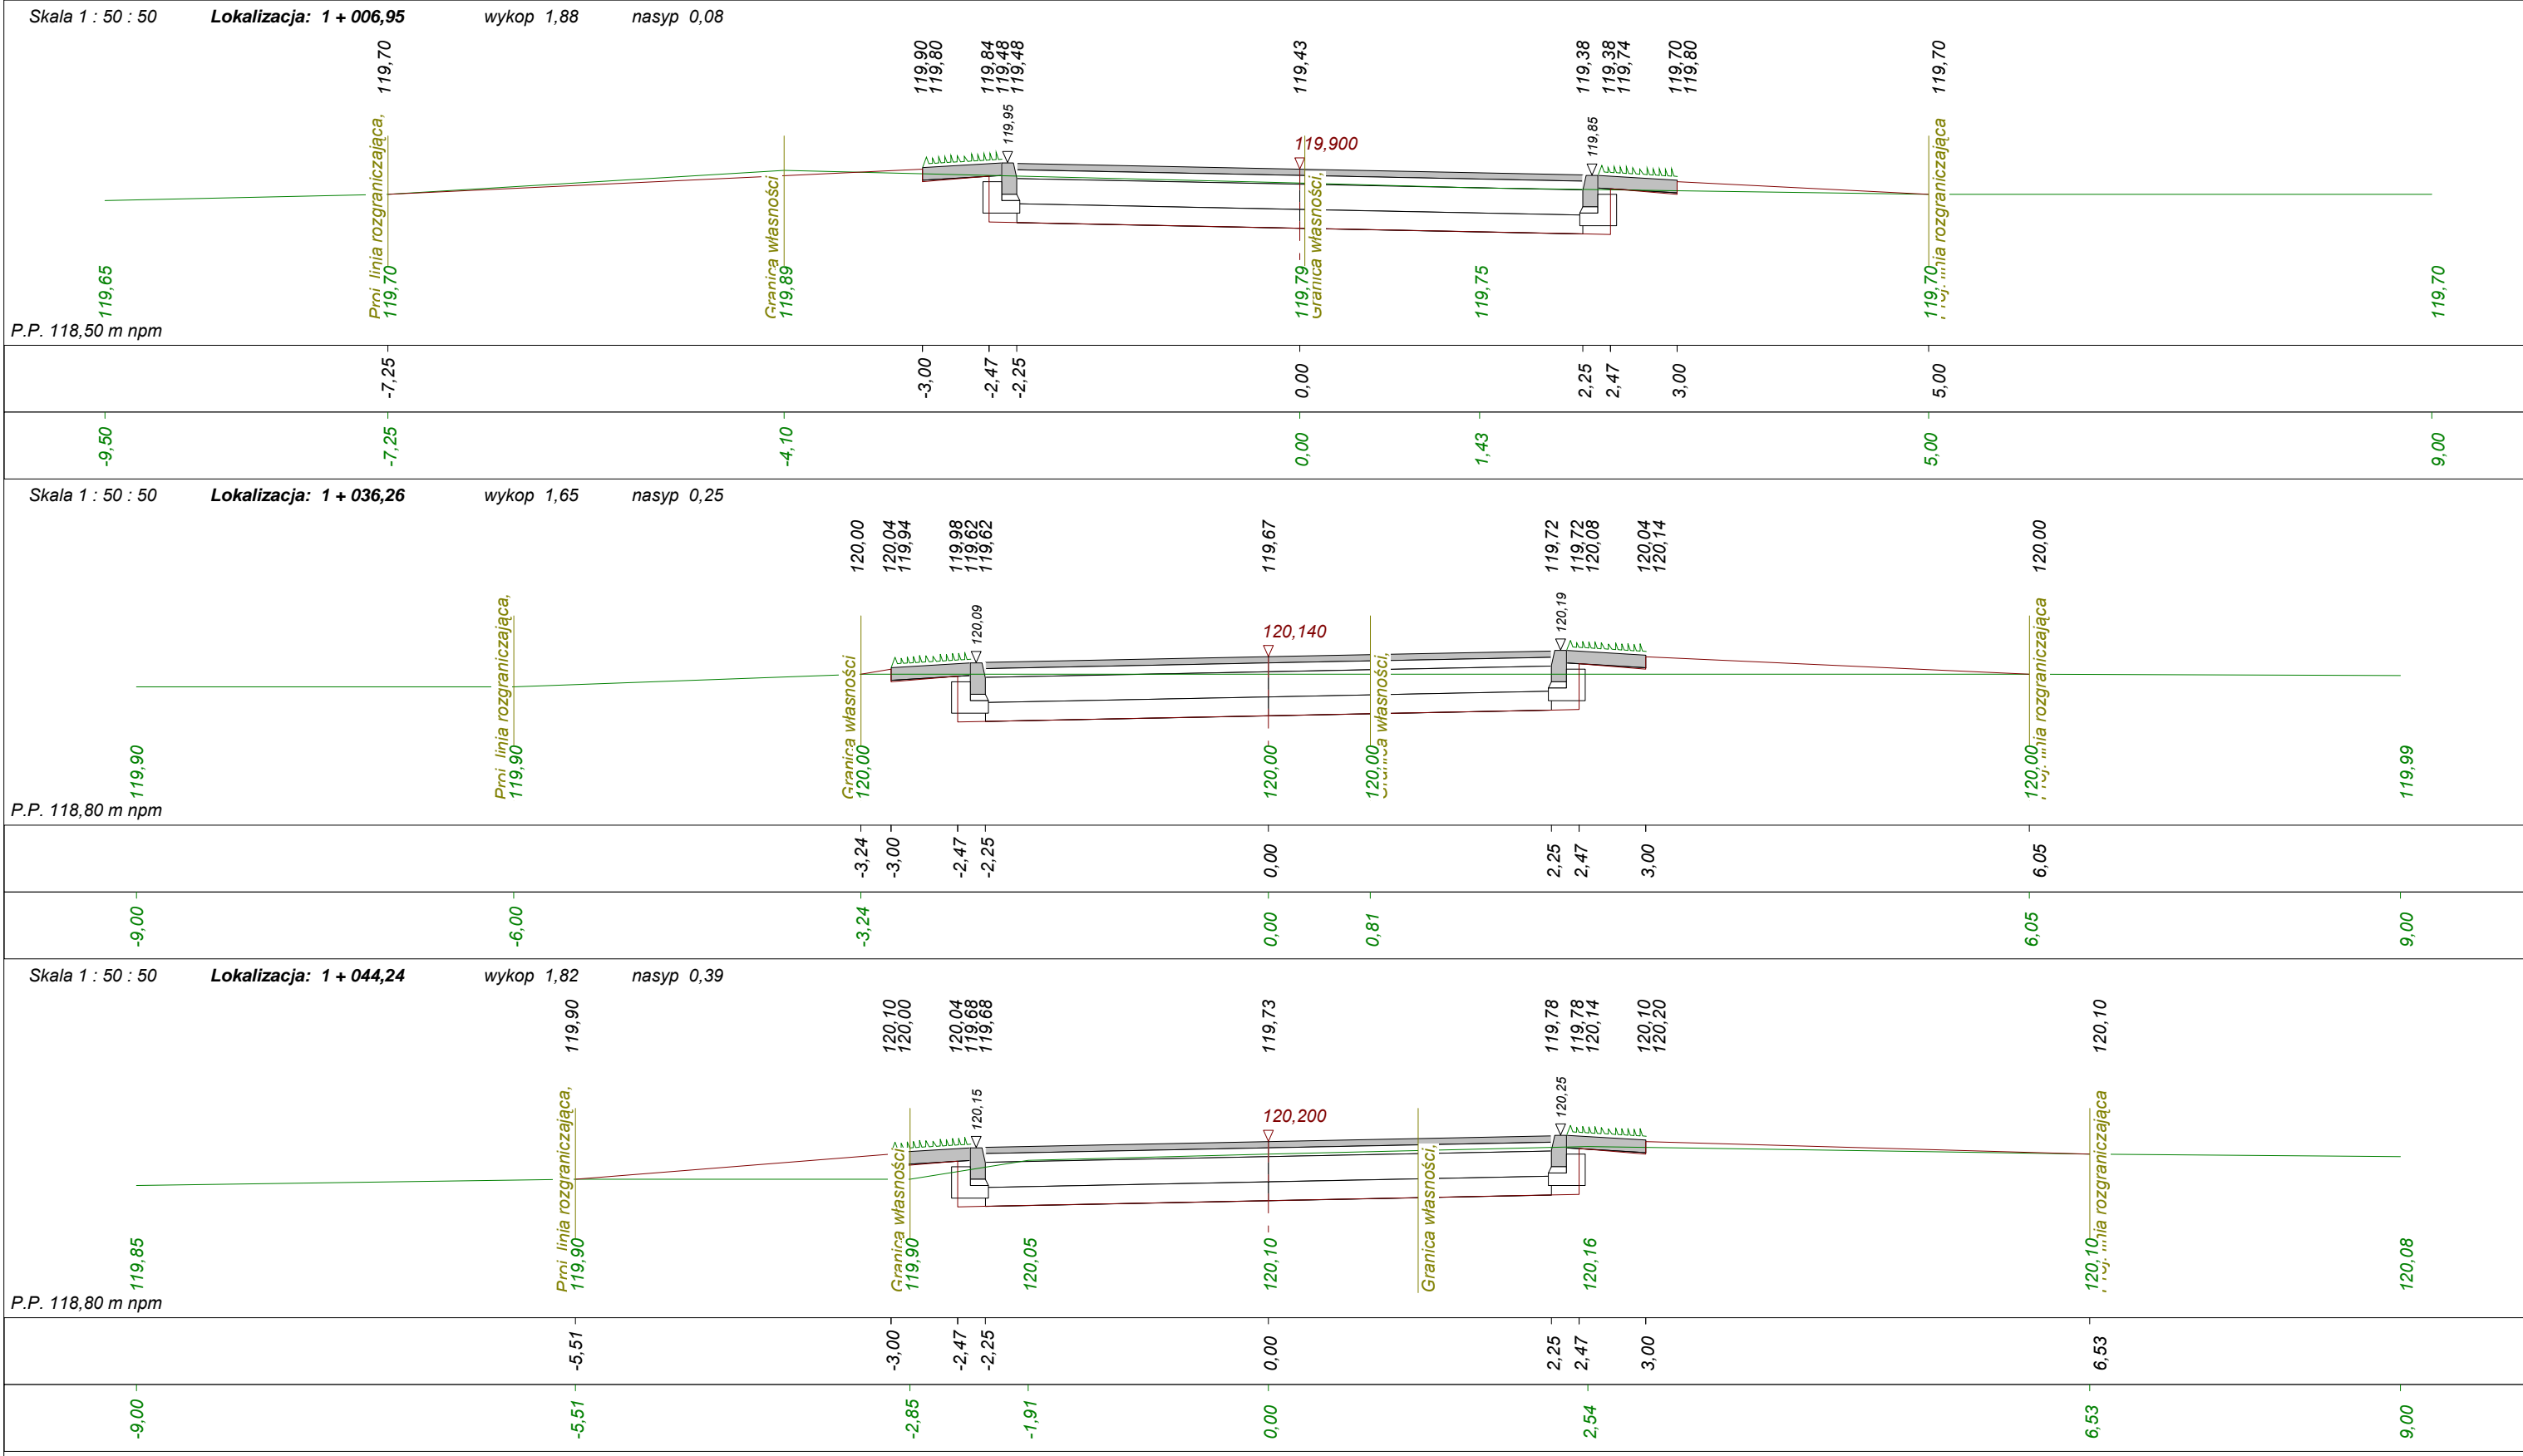 Skala 1 : 50 : 50 Lokalizacja: 1 + 006,95 wykop 1,88 nasyp 0,08
119,70 119,90 119,80 119,84 119,48 119,48 119,43 119,38 119,38 119,74 119,70 119,80 119,70
119,95 119,900 119,85
Proj. linia rozgraniczająca, Granica własności Granica własności, Proj. linia rozgraniczająca
119,65 119,70 119,89 119,79 119,75 119,70 119,70
P.P. 118,50 m npm
-7,25 -3,00 -2,47 -2,25 0,00 2,25 2,47 3,00 5,00
-9,50 -7,25 -4,10 0,00 1,43 5,00 9,00
Skala 1 : 50 : 50 Lokalizacja: 1 + 036,26 wykop 1,65 nasyp 0,25
120,00 120,04 119,94 119,98 119,62 119,62 119,67 119,72 119,72 120,08 120,04 120,14 120,00
120,09 120,140 120,19
Proj. linia rozgraniczająca, Granica własności Granica własności, Proj. linia rozgraniczająca
119,90 119,90 120,00 120,00 120,00 120,00 119,99
P.P. 118,80 m npm
-3,24 -3,00 -2,47 -2,25 0,00 2,25 2,47 3,00 6,05
-9,00 -6,00 -3,24 0,00 0,81 6,05 9,00
Skala 1 : 50 : 50 Lokalizacja: 1 + 044,24 wykop 1,82 nasyp 0,39
119,90 120,10 120,00 120,04 119,68 119,68 119,73 119,78 119,78 120,14 120,10 120,20 120,10
120,15 120,200 120,25
Proj. linia rozgraniczająca, Granica własności Granica własności, Proj. linia rozgraniczająca
119,85 119,90 119,90 120,05 120,10 120,16 120,10 120,08
P.P. 118,80 m npm
-5,51 -3,00 -2,47 -2,25 0,00 2,25 2,47 3,00 6,53
-9,00 -5,51 -2,85 -1,91 0,00 2,54 6,53 9,00